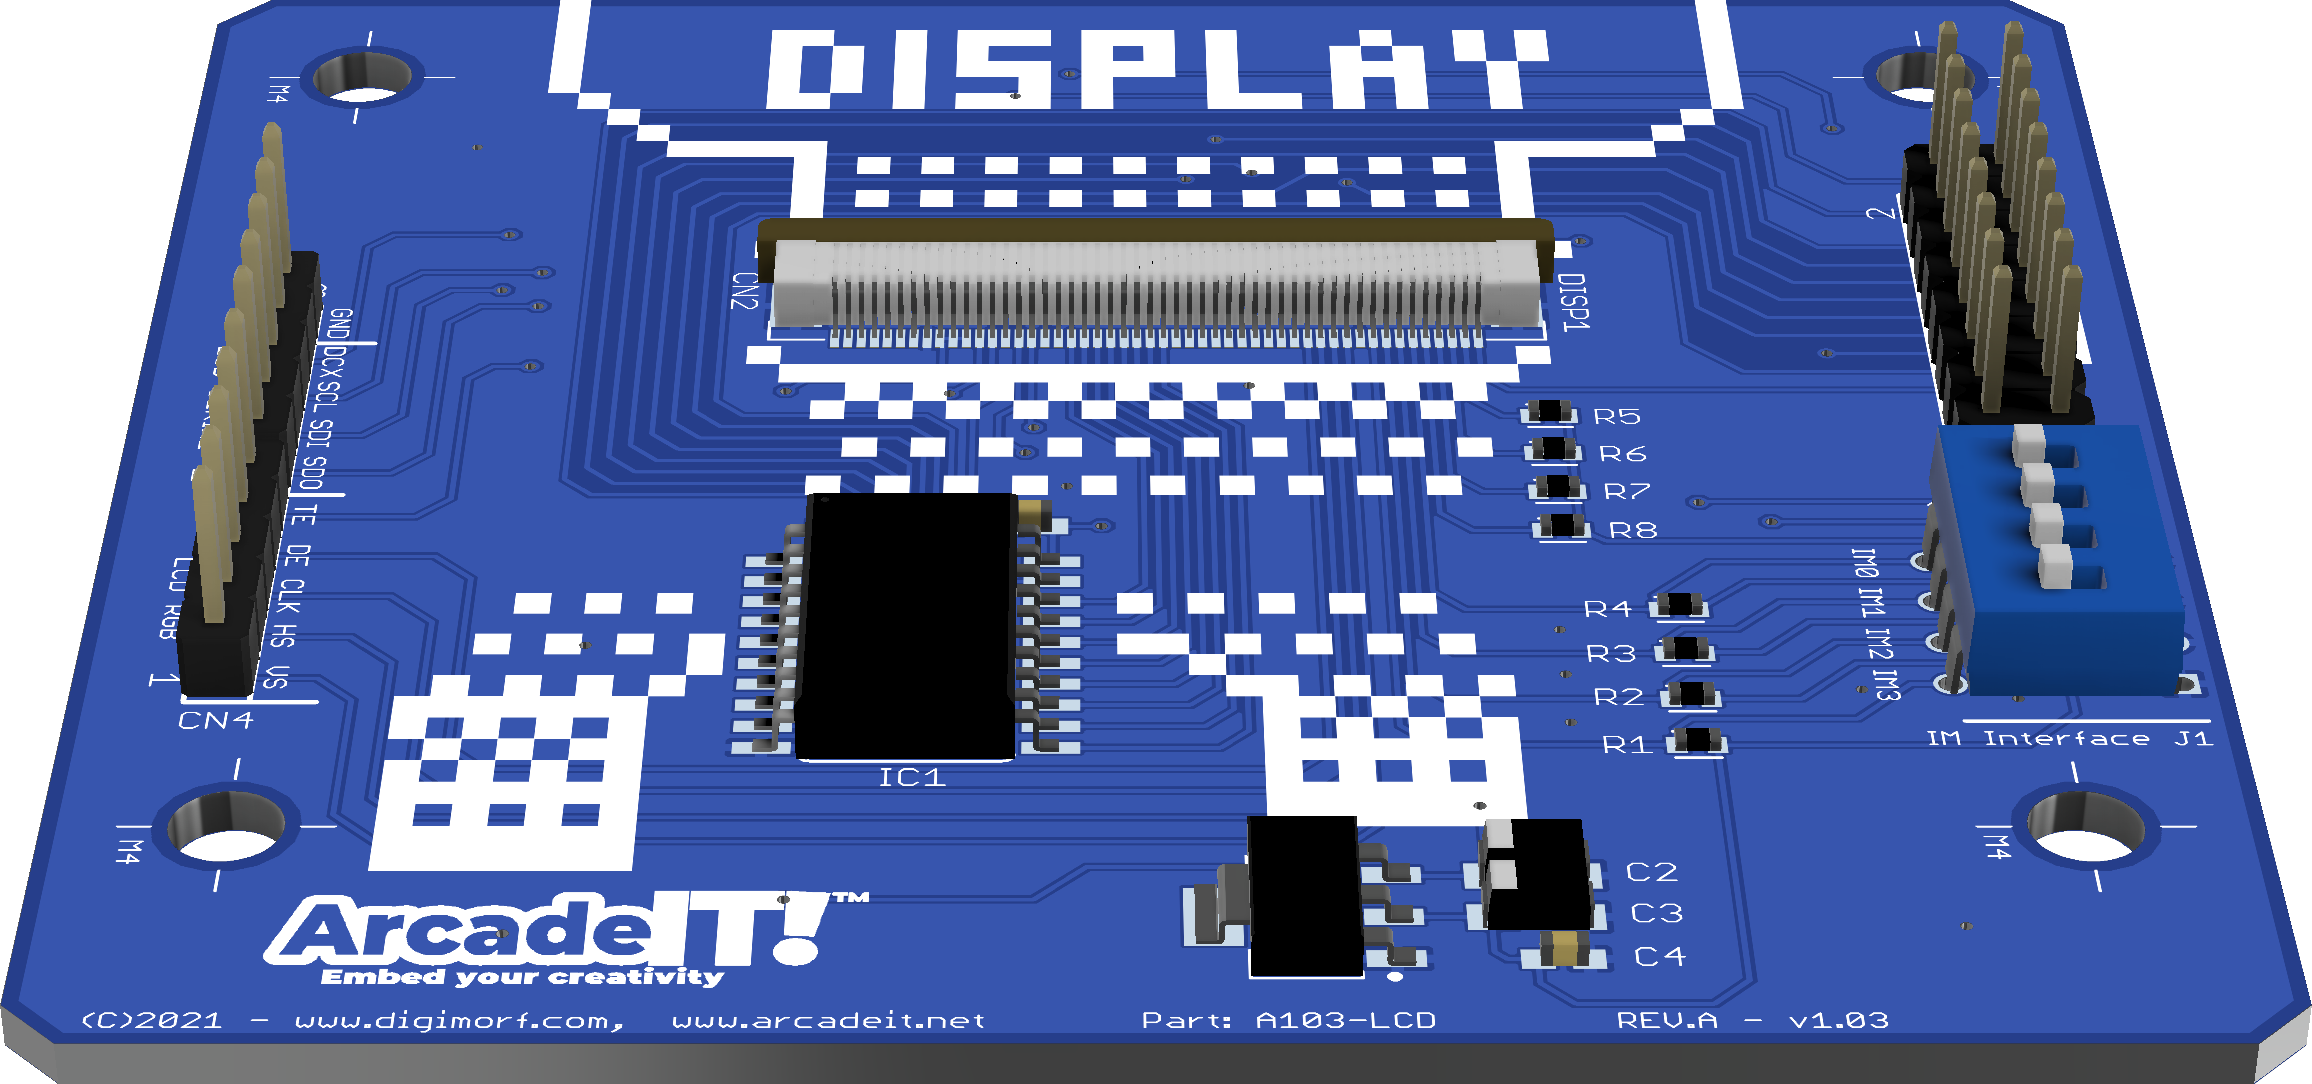 DISPLAY
M4
2
CN2
DISP1
GND
DCX
SCL
SDI
SDO
TE
DE
CLK
HS
VS
LCD RGB
1
CN4
R5
R6
R7
R8
IM0
IM1
IM2
IM3
R4
R3
R2
R1
IM Interface J1
IC1
M4
M4
C2
C3
C4
ArcadeIT!™
Embed your creativity
(C)2021 - www.digimorf.com, www.arcadeit.net
Part: A103-LCD
REV.A - v1.03